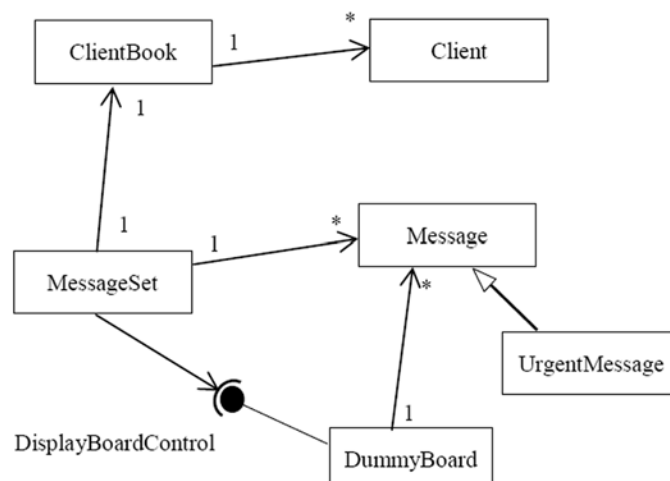 ClientBook
1
*
Client
1
1
MessageSet
1
*
Message
*
UrgentMessage
DisplayBoardControl
1
DummyBoard